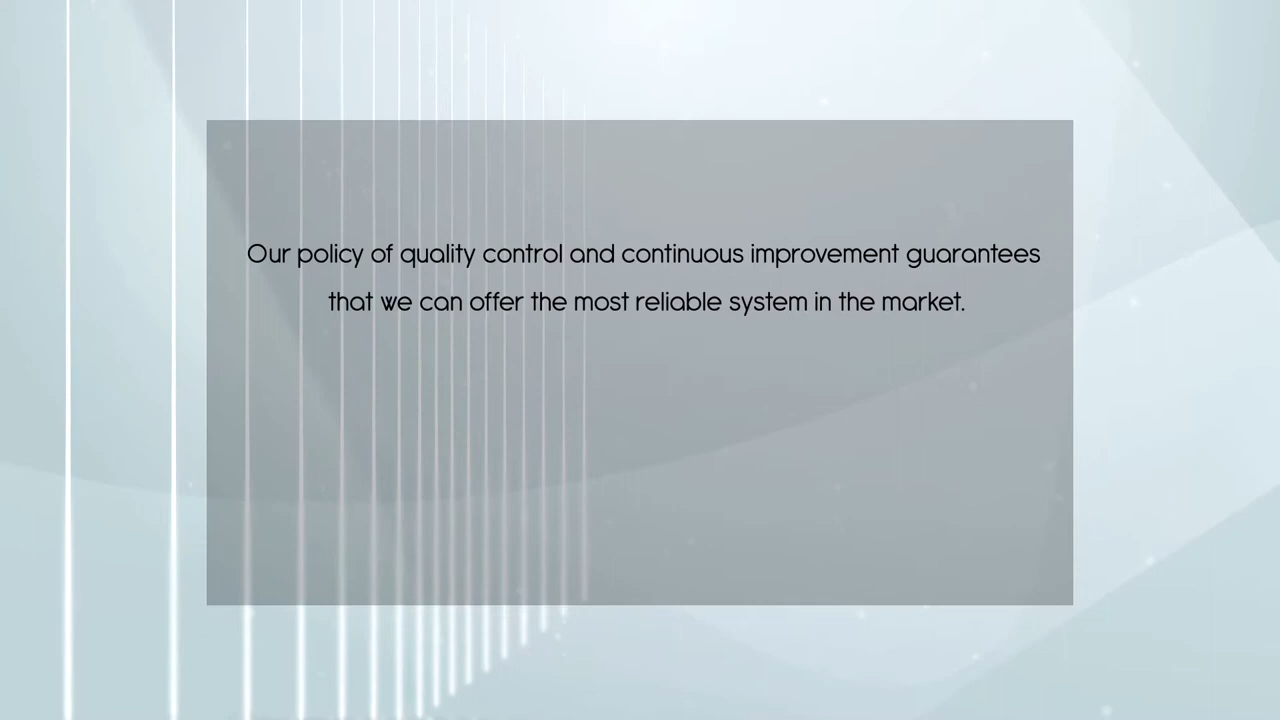 Our policy of quality control and continuous improvement guarantees
that we can offer the most reliable system in the market.